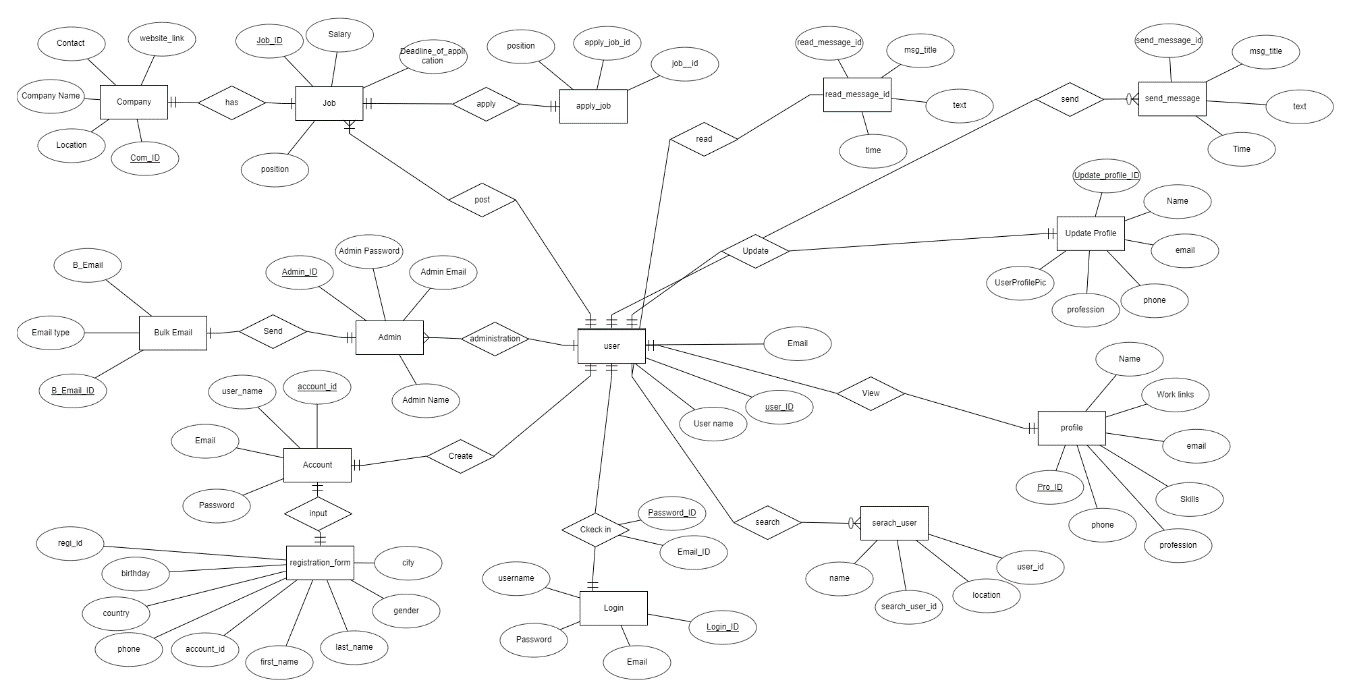 Contact
website_link
Company Name
Company
Location
Com_ID
has
Job_ID
Salary
Deadline_of_appli
cation
Job
position
apply
position
apply_job_id
job__id
apply_job
post
read_message_id
msg_title
read_message_id
text
time
read
send
send_message_id
msg_title
send_message
text
Time
Update_profile_ID
Name
Update Profile
email
UserProfilePic
profession
phone
Update
B_Email
Email type
Bulk Email
B_Email_ID
Send
Admin_ID
Admin Password
Admin Email
Admin
Admin Name
administration
user
Email
user_ID
User name
View
Name
Work links
profile
email
Pro_ID
Skills
phone
profession
user_name
account_id
Email
Account
Password
Create
input
regi_id
birthday
country
phone
account_id
first_name
last_name
gender
city
registration_form
Ckeck in
Password_ID
Email_ID
username
Login
Password
Email
Login_ID
search
serach_user
name
search_user_id
location
user_id